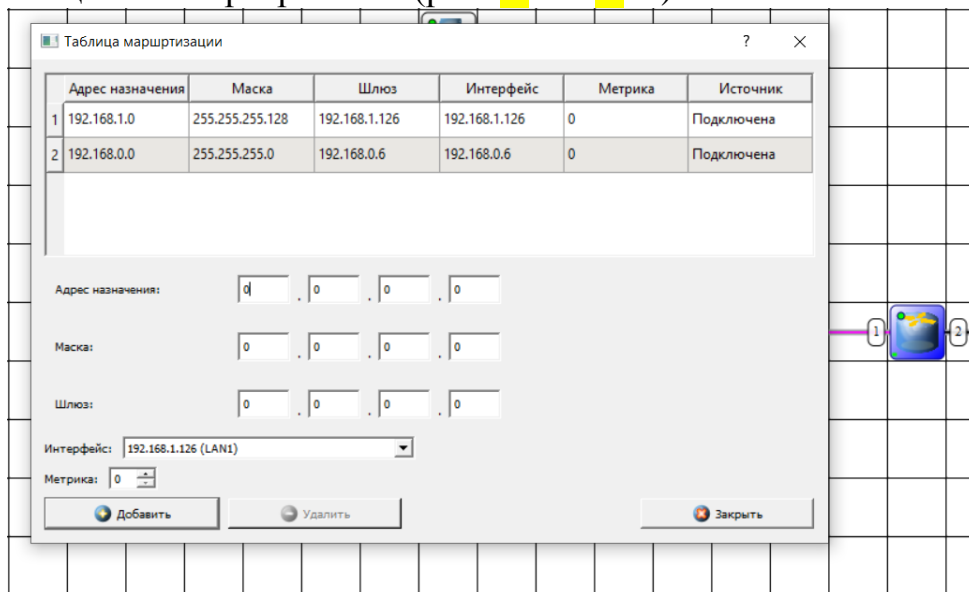 Таблица маршртизации ?
Адрес назначения Маска Шлюз Интерфейс Метрика Источник
1 192.168.1.0 255.255.255.128 192.168.1.126 192.168.1.126 0 Подключена
2 192.168.0.0 255.255.255.0 192.168.0.6 192.168.0.6 0 Подключена
Адрес назначения: 0 . 0 . 0 . 0
Маска: 0 . 0 . 0 . 0
1 2
Шлюз: 0 . 0 . 0 . 0
Интерфейс: 192.168.1.126 (LAN1)
Метрика: 0
Добавить Удалить Закрыть